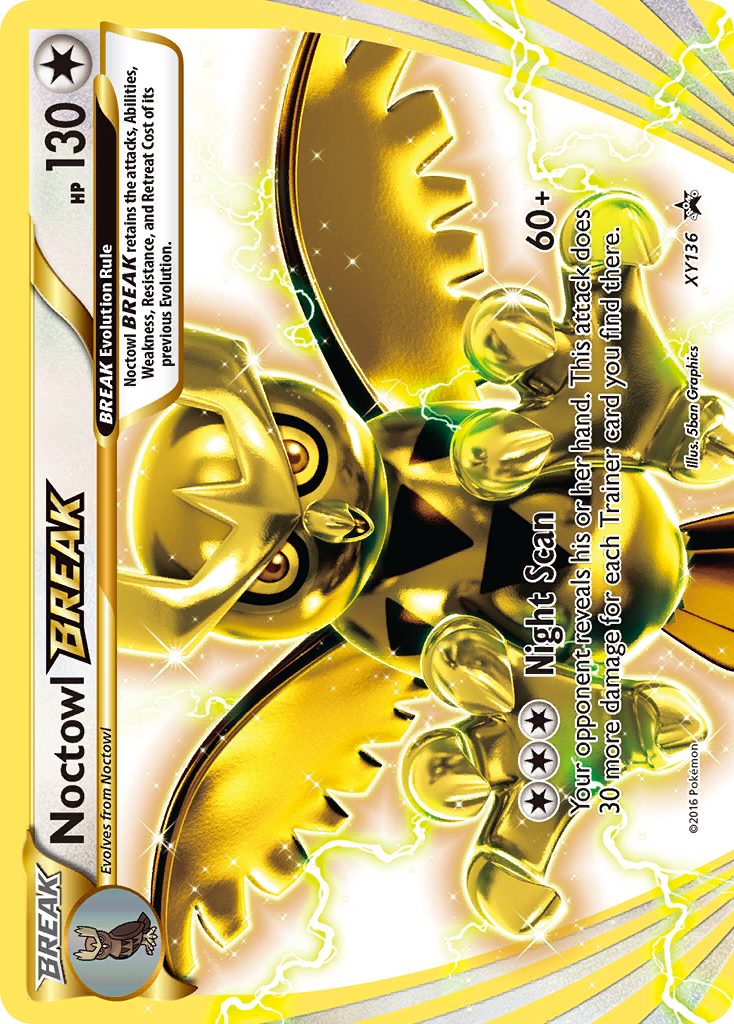 BREAK
Noctowl BREAK
HP 130
Evolves from Noctowl
BREAK Evolution Rule
Noctowl BREAK retains the attacks, Abilities,
Weakness, Resistance, and Retreat Cost of its
previous Evolution.
Night Scan 60+
Your opponent reveals his or her hand. This attack does
30 more damage for each Trainer card you find there.
©2016 Pokémon
Illus. 5ban Graphics
XY136
PROMO